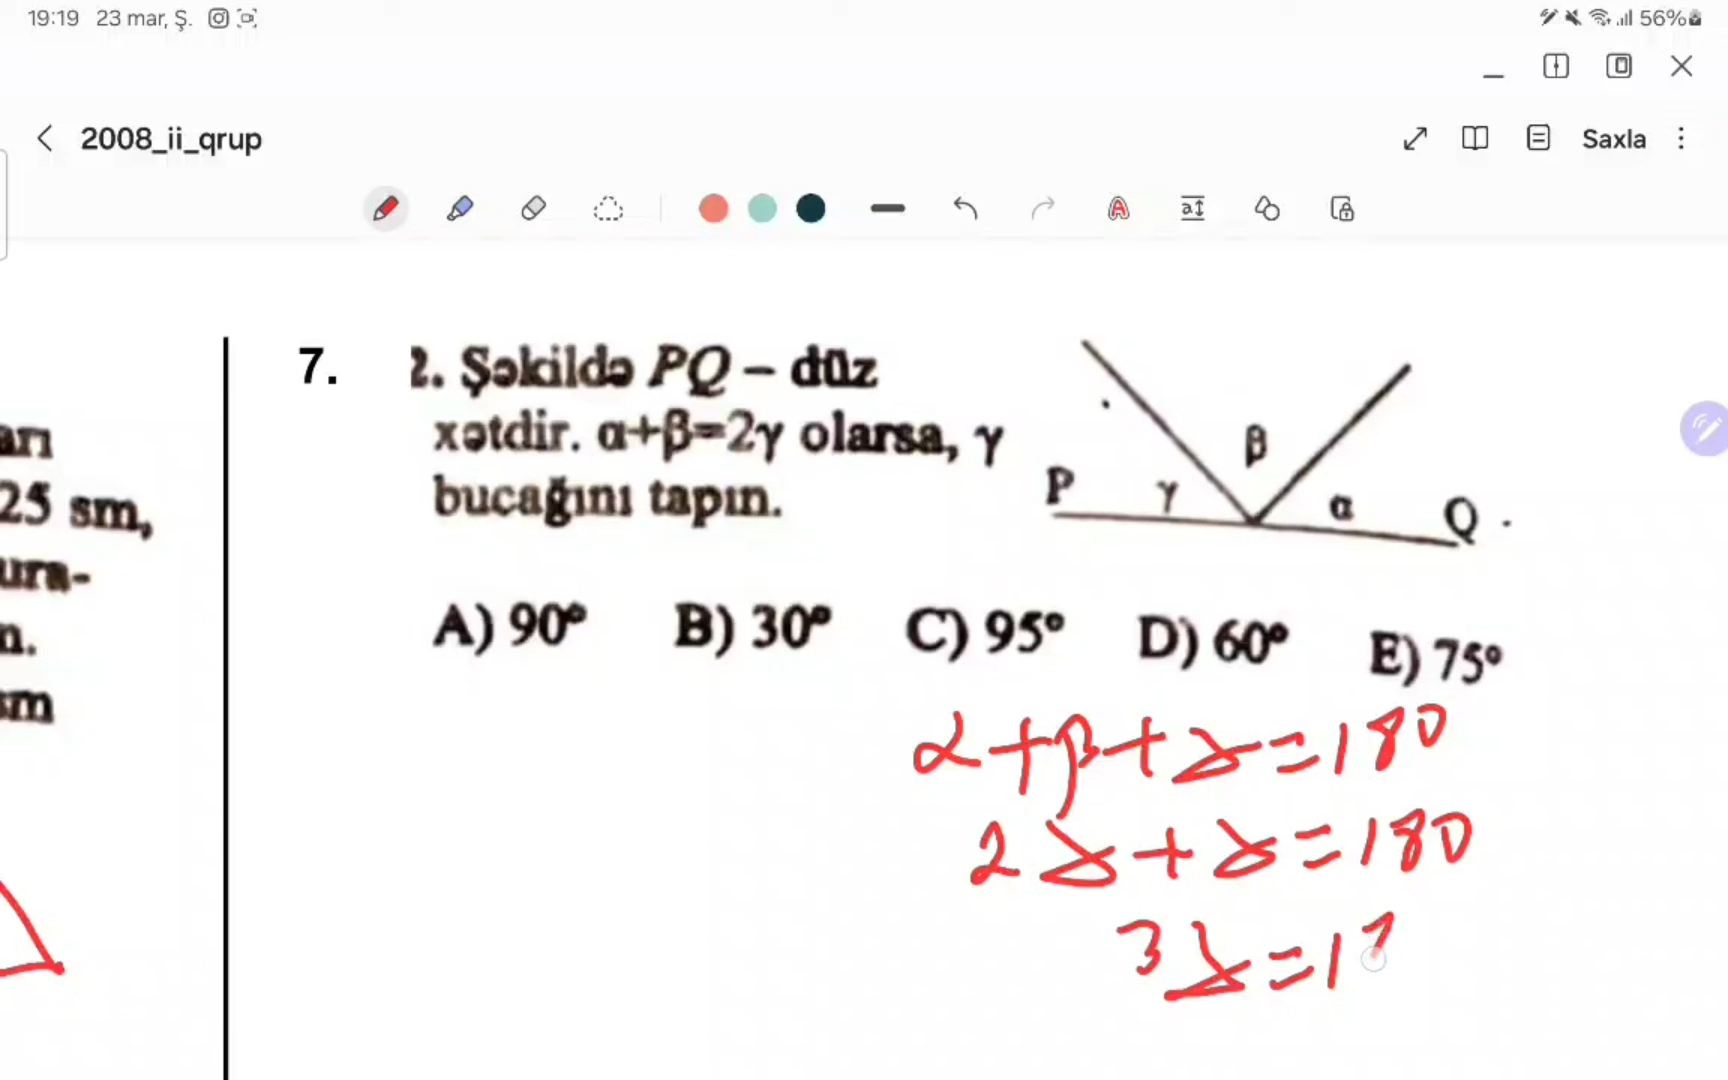 19:19 23 mar, Ş. 56%
2008_ii_qrup Saxla
arı
25 sm,
ura-
n.
sm
7. 2. Şəkildə PQ – düz
xətdir. α+β=2γ olarsa, γ
bucağını tapın.
P γ β α Q
A) 90° B) 30° C) 95° D) 60° E) 75°
α+β+γ=180
2γ+γ=180
3γ=1